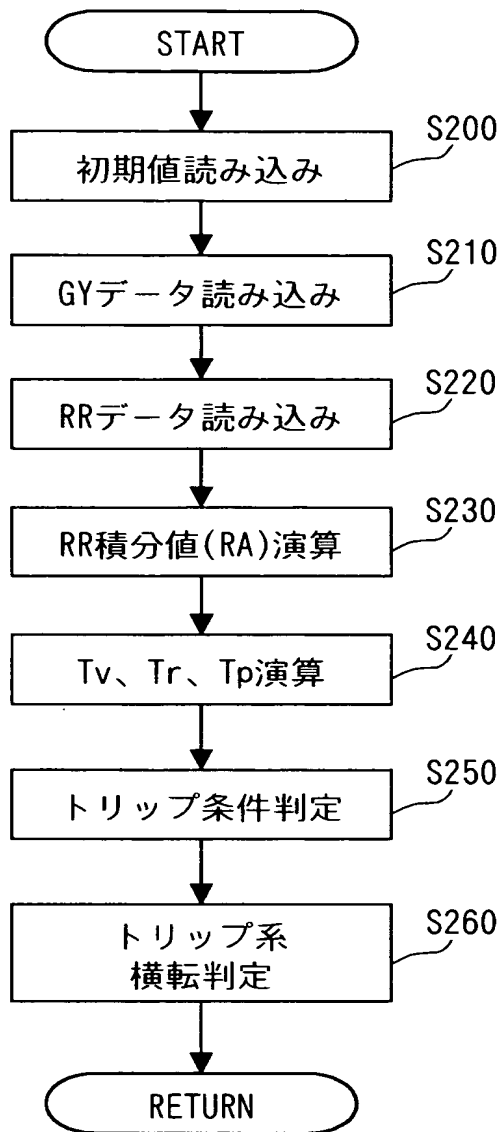 START
S200
初期値読み込み
S210
GYデータ読み込み
S220
RRデータ読み込み
S230
RR積分値(RA)演算
S240
Tv、Tr、Tp演算
S250
トリップ条件判定
S260
トリップ系
横転判定
RETURN